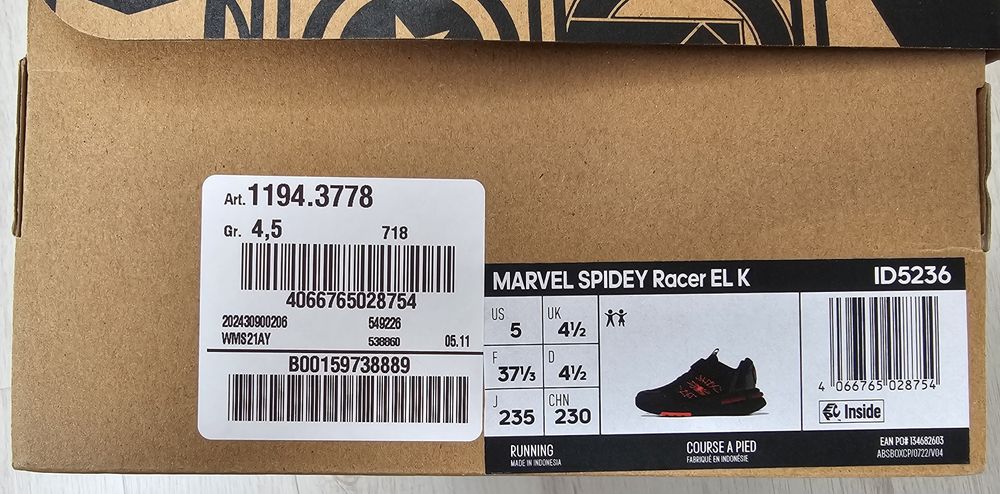 Art. 1194.3778
Gr. 4,5 718
4066765028754
202430900206 549226
WMS21AY 538860 05.11
B00159738889
MARVEL SPIDEY Racer EL K ID5236
US 5 UK 4½
F 37⅓ D 4½
J 235 CHN 230
4 066765 028754
Inside
RUNNING
MADE IN INDONESIA
COURSE A PIED
FABRIQUÉ EN INDONÉSIE
EAN PO# 134682603
ABSBOXCP/0722/V04